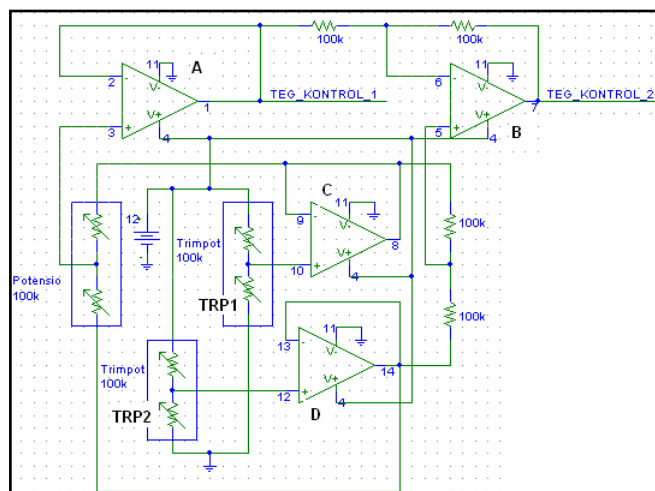 100k
100k
A
11
V-
2
V+
3
1
4
TEG_KONTROL_1
11
V-
6
V+
5
7
4
TEG_KONTROL_2
B
C
12
11
V-
9
V+
10
8
4
Trimpot
100k
100k
Potensio
100k
TRP1
100k
11
V-
13
V+
12
14
4
Trimpot
100k
TRP2
D